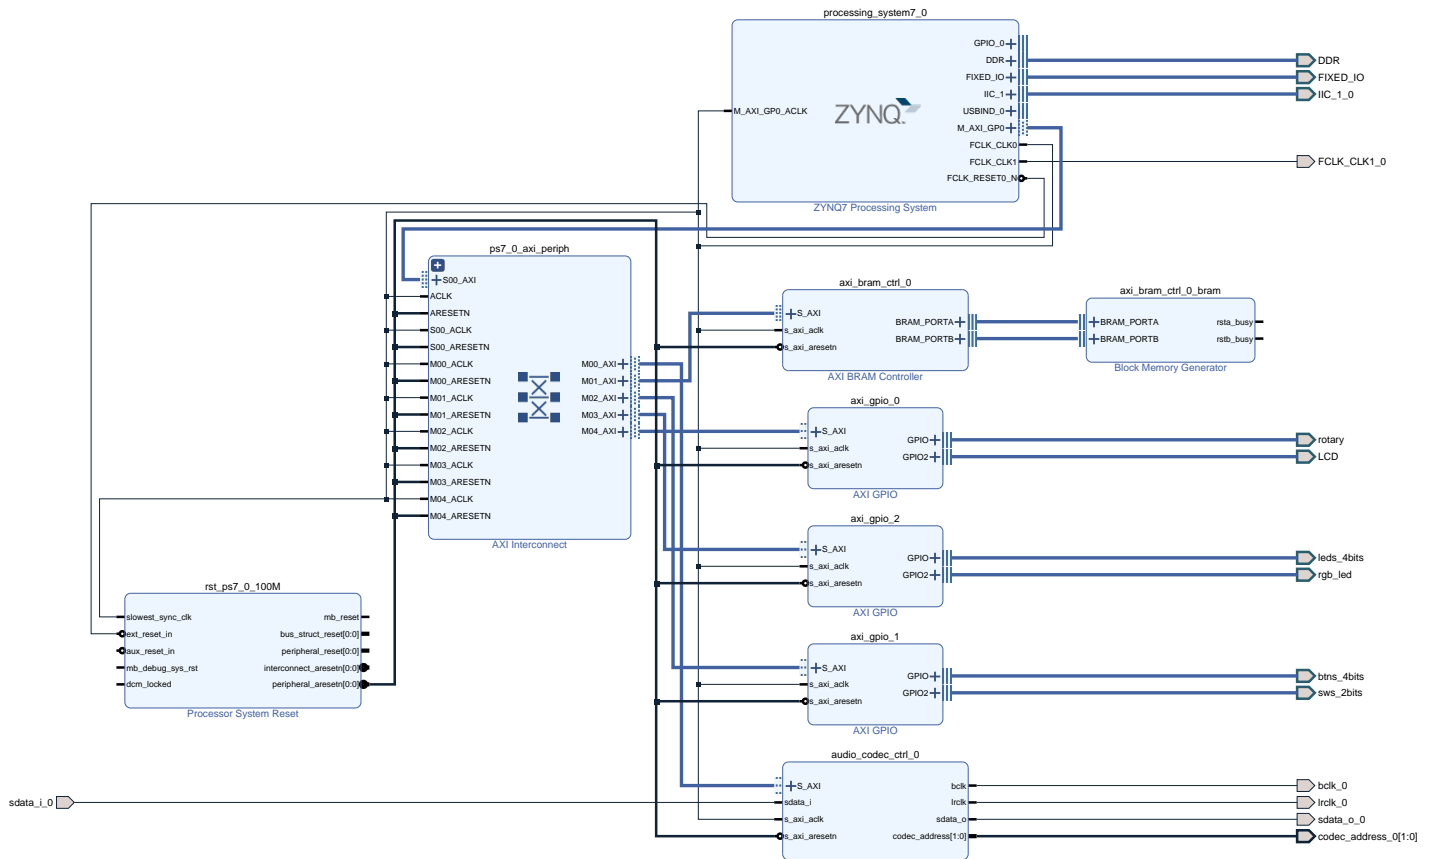 processing_system7_0
GPIO_0
DDR
FIXED_IO
IIC_1
USBIND_0
M_AXI_GP0_ACLK
ZYNQ
M_AXI_GP0
FCLK_CLK0
FCLK_CLK1
FCLK_RESET0_N
ZYNQ7 Processing System
DDR
FIXED_IO
IIC_1_0
FCLK_CLK1_0
ps7_0_axi_periph
S00_AXI
ACLK
ARESETN
S00_ACLK
S00_ARESETN
M00_ACLK
M00_ARESETN
M01_ACLK
M01_ARESETN
M02_ACLK
M02_ARESETN
M03_ACLK
M03_ARESETN
M04_ACLK
M04_ARESETN
M00_AXI
M01_AXI
M02_AXI
M03_AXI
M04_AXI
AXI Interconnect
axi_bram_ctrl_0
S_AXI
s_axi_aclk
s_axi_aresetn
BRAM_PORTA
BRAM_PORTB
AXI BRAM Controller
axi_bram_ctrl_0_bram
BRAM_PORTA
BRAM_PORTB
rsta_busy
rstb_busy
Block Memory Generator
axi_gpio_0
S_AXI
s_axi_aclk
s_axi_aresetn
GPIO
GPIO2
AXI GPIO
rotary
LCD
axi_gpio_2
S_AXI
s_axi_aclk
s_axi_aresetn
GPIO
GPIO2
AXI GPIO
leds_4bits
rgb_led
rst_ps7_0_100M
slowest_sync_clk
ext_reset_in
aux_reset_in
mb_debug_sys_rst
dcm_locked
mb_reset
bus_struct_reset[0:0]
peripheral_reset[0:0]
interconnect_aresetn[0:0]
peripheral_aresetn[0:0]
Processor System Reset
axi_gpio_1
S_AXI
s_axi_aclk
s_axi_aresetn
GPIO
GPIO2
AXI GPIO
btns_4bits
sws_2bits
audio_codec_ctrl_0
sdata_i_0
S_AXI
sdata_i
s_axi_aclk
s_axi_aresetn
bclk
lrclk
sdata_o
codec_address[1:0]
bclk_0
lrclk_0
sdata_o_0
codec_address_0[1:0]